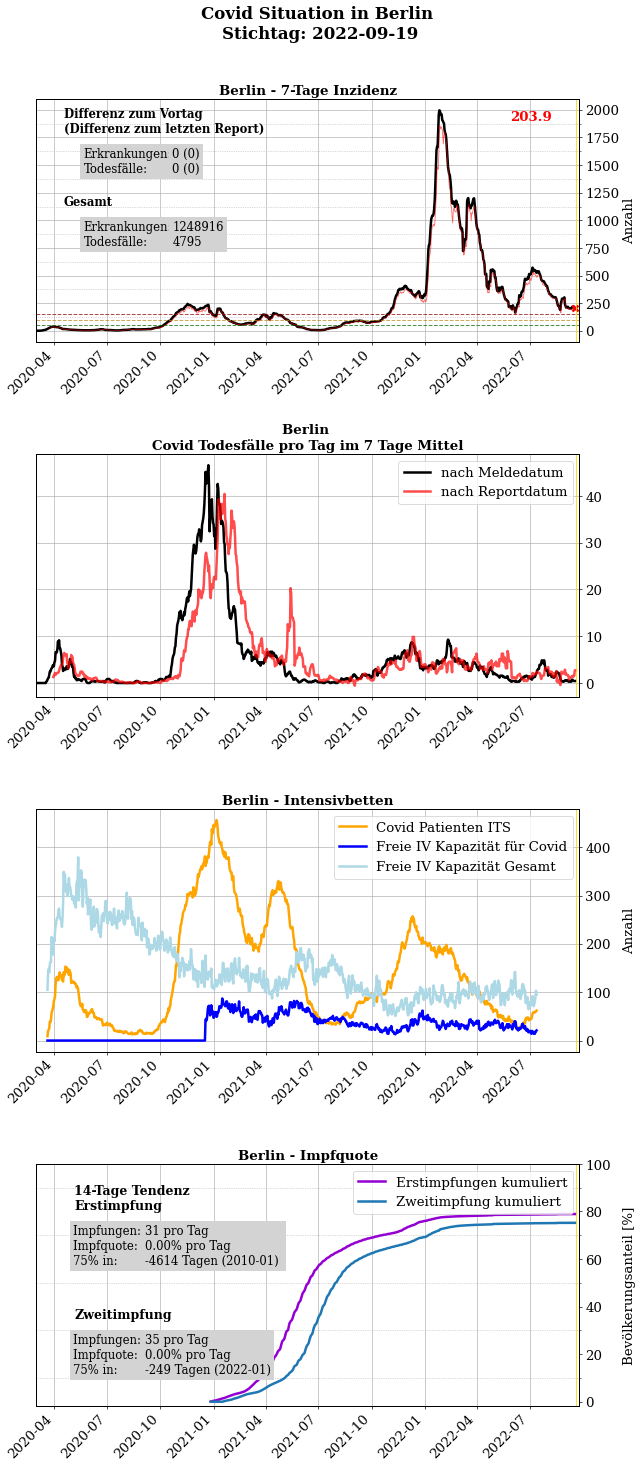 Covid Situation in Berlin
Stichtag: 2022-09-19
Berlin - 7-Tage Inzidenz
Differenz zum Vortag
(Differenz zum letzten Report)
Erkrankungen 0 (0)
Todesfälle: 0 (0)
Gesamt
Erkrankungen 1248916
Todesfälle: 4795
203.9
2000
1750
1500
1250
1000
750
500
250
0
Anzahl
2020-04 2020-07 2020-10 2021-01 2021-04 2021-07 2021-10 2022-01 2022-04 2022-07
Berlin
Covid Todesfälle pro Tag im 7 Tage Mittel
nach Meldedatum
nach Reportdatum
40
30
20
10
0
2020-04 2020-07 2020-10 2021-01 2021-04 2021-07 2021-10 2022-01 2022-04 2022-07
Berlin - Intensivbetten
Covid Patienten ITS
Freie IV Kapazität für Covid
Freie IV Kapazität Gesamt
400
300
200
100
0
Anzahl
2020-04 2020-07 2020-10 2021-01 2021-04 2021-07 2021-10 2022-01 2022-04 2022-07
Berlin - Impfquote
14-Tage Tendenz
Erstimpfung
Impfungen: 31 pro Tag
Impfquote: 0.00% pro Tag
75% in: -4614 Tagen (2010-01)
Zweitimpfung
Impfungen: 35 pro Tag
Impfquote: 0.00% pro Tag
75% in: -249 Tagen (2022-01)
Erstimpfungen kumuliert
Zweitimpfung kumuliert
100
80
60
40
20
0
Bevölkerungsanteil [%]
2020-04 2020-07 2020-10 2021-01 2021-04 2021-07 2021-10 2022-01 2022-04 2022-07